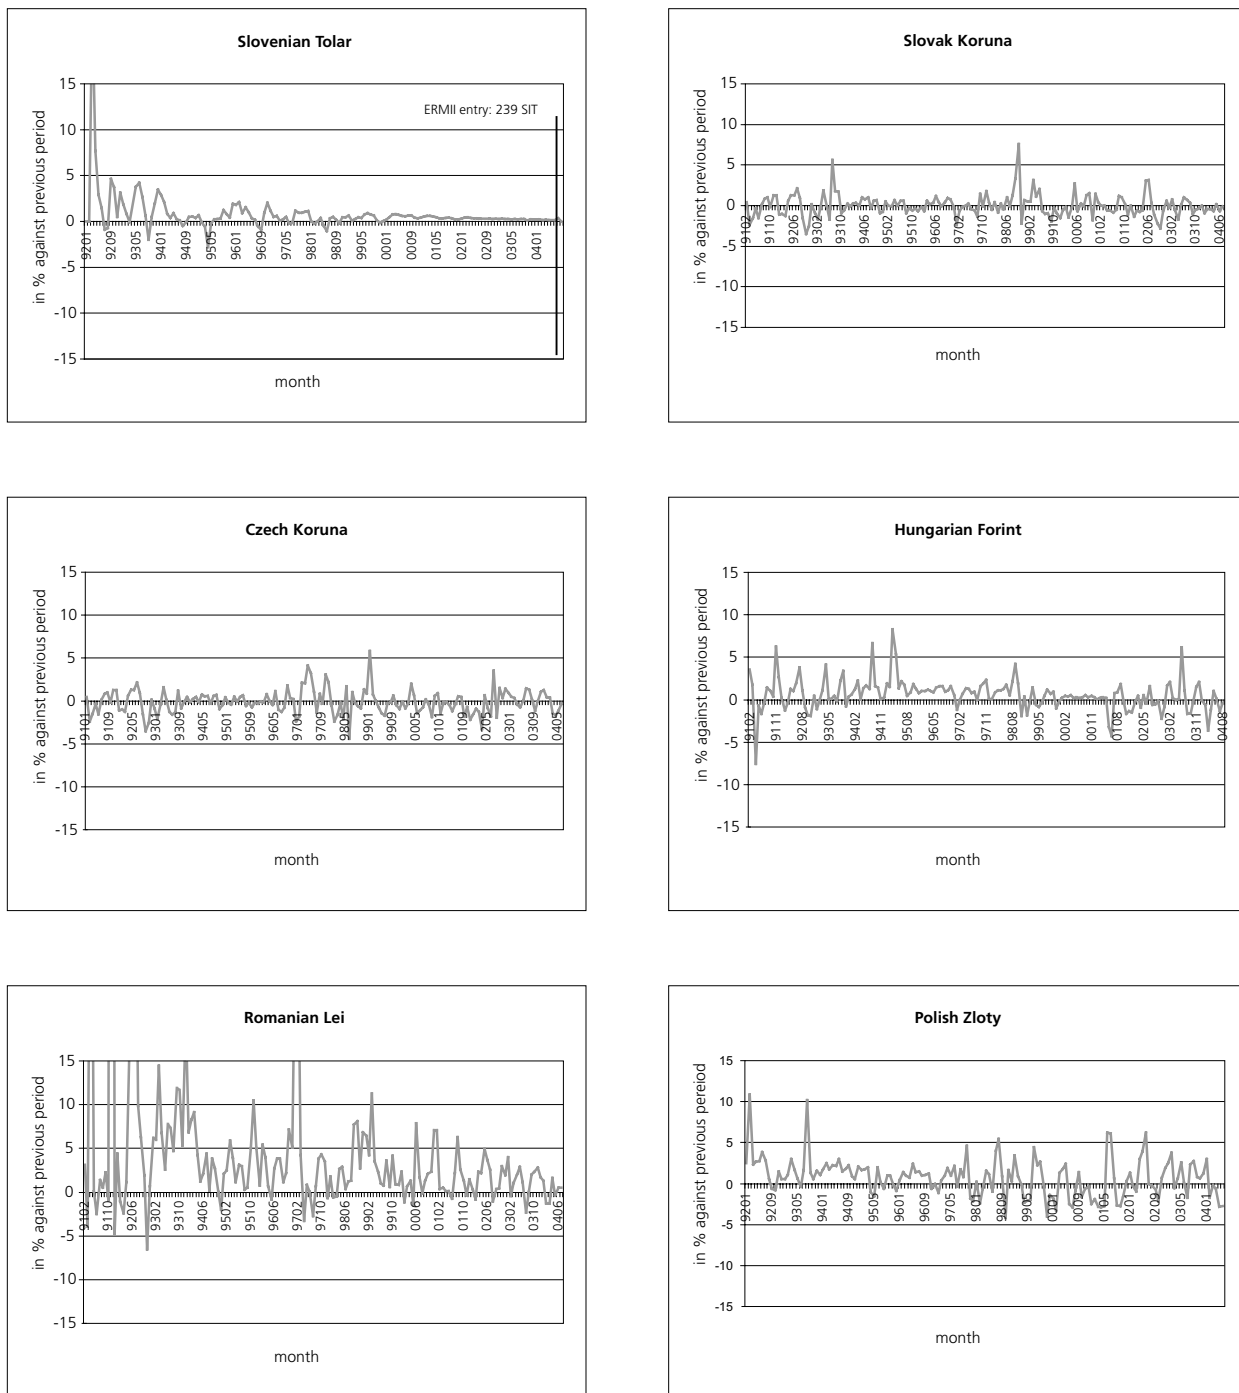 Slovenian Tolar
in % against previous period
15
10
5
0
-5
-10
-15
ERMII entry: 239 SIT
9201 9209 9305 9401 9409 9505 9601 9609 9705 9801 9809 9905 0001 0009 0105 0201 0209 0305 0401
month
Slovak Koruna
in % against previous period
15
10
5
0
-5
-10
-15
9102 9110 9206 9302 9310 9406 9502 9510 9606 9702 9710 9806 9902 9910 0006 0102 0110 0206 0302 0310 0406
month
Czech Koruna
in % against previous period
15
10
5
0
-5
-10
-15
9101 9109 9205 9301 9309 9405 9501 9509 9605 9701 9709 9805 9901 9909 0005 0101 0109 0205 0301 0309 0405
month
Hungarian Forint
in % against previous period
15
10
5
0
-5
-10
-15
9102 9111 9208 9305 9402 9411 9508 9605 9702 9711 9808 9905 0002 0011 0108 0205 0302 0311 0408
month
Romanian Lei
in % against previous period
15
10
5
0
-5
-10
-15
9102 9110 9206 9302 9310 9406 9502 9510 9606 9702 9710 9806 9902 9910 0006 0102 0110 0206 0302 0310 0406
month
Polish Zloty
in % against previous pereiod
15
10
5
0
-5
-10
-15
9201 9209 9305 9401 9409 9505 9601 9609 9705 9801 9809 9905 0001 0009 0105 0201 0209 0305 0401
month